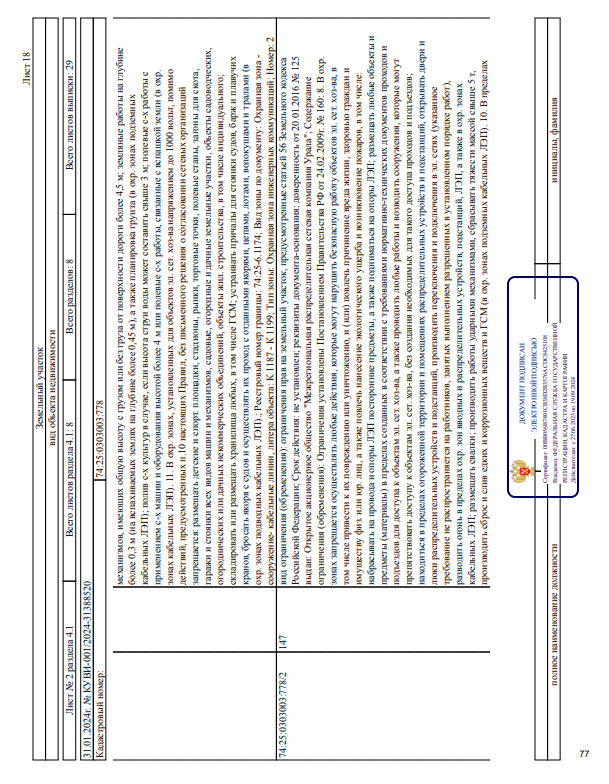 Лист 18
Земельный участок
вид объекта недвижимости
Лист № 2 раздела 4.1
Всего листов раздела 4.1: 8
Всего разделов: 8
Всего листов выписки: 29
31.01.2024г. № КУВИ-001/2024-31388520
Кадастровый номер:
74:25:0303003:778
механизмов, имеющих общую высоту с грузом или без груза от поверхности дороги более 4,5 м; земляные работы на глубине
более 0,3 м (на вспахиваемых землях на глубине более 0,45 м), а также планировка грунта (в охр. зонах подземных
кабельных ЛЭП); полив с-х культур в случае, если высота струи воды может составить свыше 3 м; полевые с-х работы с
применением с-х машин и оборудования высотой более 4 м или полевые с-х работы, связанные с вспашкой земли (в охр.
зонах кабельных ЛЭП). 11. В охр. зонах, установленных для объектов эл. сет. хоз-ва напряжением до 1000 вольт, помимо
действий, предусмотренных п.10 настоящих Правил, без письменного решения о согласовании сетевых организаций
запрещается: размещать детские и спорт. площадки, стадионы, рынки, торговые точки, полевые станы, загоны для скота,
гаражи и стоянки всех видов машин и механизмов, садовые, огородные и дачные земельные участки, объекты садоводческих,
огороднических или дачных некоммерческих объединений, объекты жил. строительства, в том числе индивидуального;
складировать или размещать хранилища любых, в том числе ГСМ; устраивать причалы для стоянки судов, барж и плавучих
кранов, бросать якоря с судов и осуществлять их проход с отданными якорями, цепями, лотами, волокушами и тралами (в
охр. зонах подводных кабельных ЛЭП).; Реестровый номер границы: 74:25-6.1174; Вид зоны по документу: Охранная зона -
сооружение- кабельные линии, литера объекта: К 1187 - К 1199; Тип зоны: Охранная зона инженерных коммуникаций; Номер: 2
74:25:0303003:778/2
147
вид ограничения (обременения): ограничения прав на земельный участок, предусмотренные статьей 56 Земельного кодекса
Российской Федерации; Срок действия: не установлен; реквизиты документа-основания: доверенность от 20.01.2016 № 125
выдан: Открытое акционерное общество "Межрегиональная распределительная сетевая компания Урала"; Содержание
ограничения (обременения): Ограничения установлены Постановлением Правительства РФ от 24.02.2009г. № 160: 8. В охр.
зонах запрещается осуществлять любые действия, которые могут нарушить безопасную работу объектов эл. сет. хоз-ва, в
том числе привести к их повреждению или уничтожению, и (или) повлечь причинение вреда жизни, здоровью граждан и
имуществу физ. или юр. лиц, а также повлечь нанесение экологического ущерба и возникновение пожаров, в том числе:
набрасывать на провода и опоры ЛЭП посторонние предметы, а также подниматься на опоры ЛЭП; размещать любые объекты и
предметы (материалы) в пределах созданных в соответствии с требованиями нормативно-технических документов проходов и
подъездов для доступа к объектам эл. сет. хоз-ва, а также проводить любые работы и возводить сооружения, которые могут
препятствовать доступу к объектам эл. сет. хоз-ва, без создания необходимых для такого доступа проходов и подъездов;
находиться в пределах огороженной территории и помещениях распределительных устройств и подстанций, открывать двери и
люки распределительных устройств и подстанций, производить переключения и подключения в эл. сетях (указанное
требование не распространяется на работников, занятых выполнением разрешенных в установленном порядке работ),
разводить огонь в пределах охр. зон вводных и распределительных устройств, подстанций, ЛЭП, а также в охр. зонах
кабельных ЛЭП; размещать свалки; производить работы ударными механизмами, сбрасывать тяжести массой свыше 5 т,
производить сброс и слив едких и коррозионных веществ и ГСМ (в охр. зонах подземных кабельных ЛЭП). 10. В пределах
полное наименование должности
инициалы, фамилия
ДОКУМЕНТ ПОДПИСАН
ЭЛЕКТРОННОЙ ПОДПИСЬЮ
Сертификат:
Владелец: ФЕДЕРАЛЬНАЯ СЛУЖБА ГОСУДАРСТВЕННОЙ
РЕГИСТРАЦИИ, КАДАСТРА И КАРТОГРАФИИ
Действителен: с 27.06.2023 по 19.09.2024
77